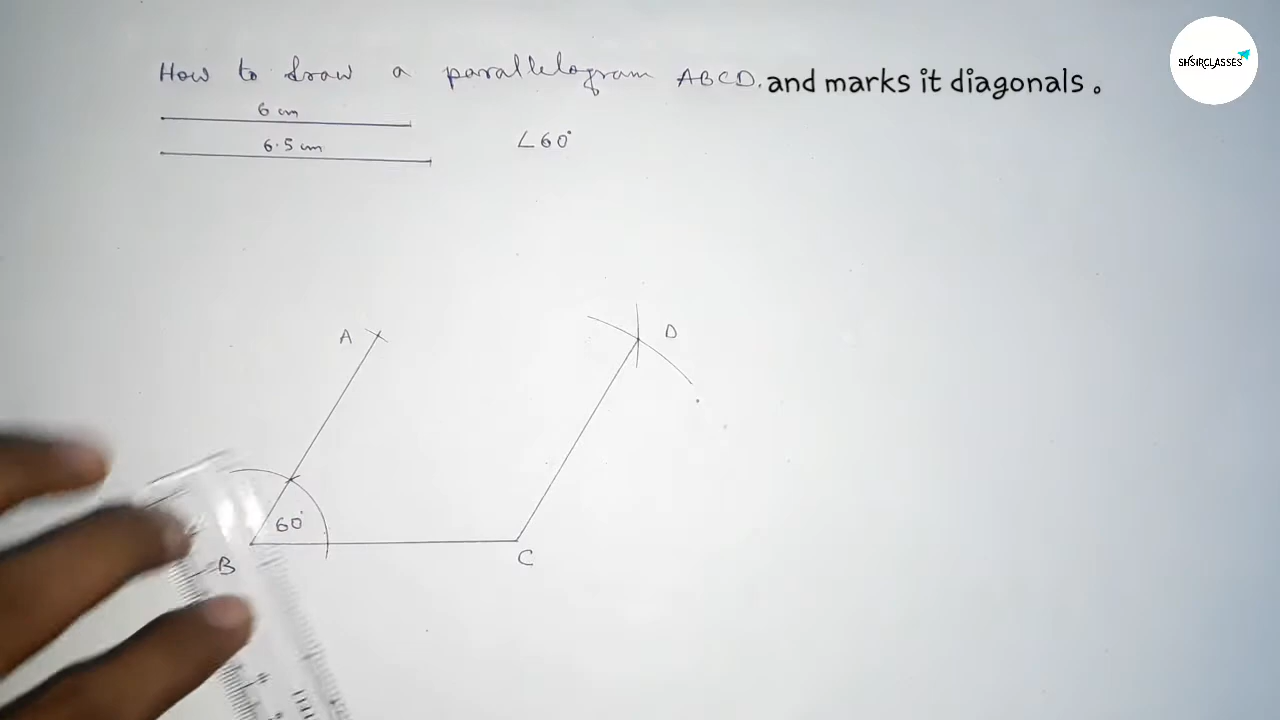 How to draw a parallelogram ABCD. and marks it diagonals.
SHSIRCLASSES
6 cm
6.5 cm
∠60°
A
D
60°
B
C